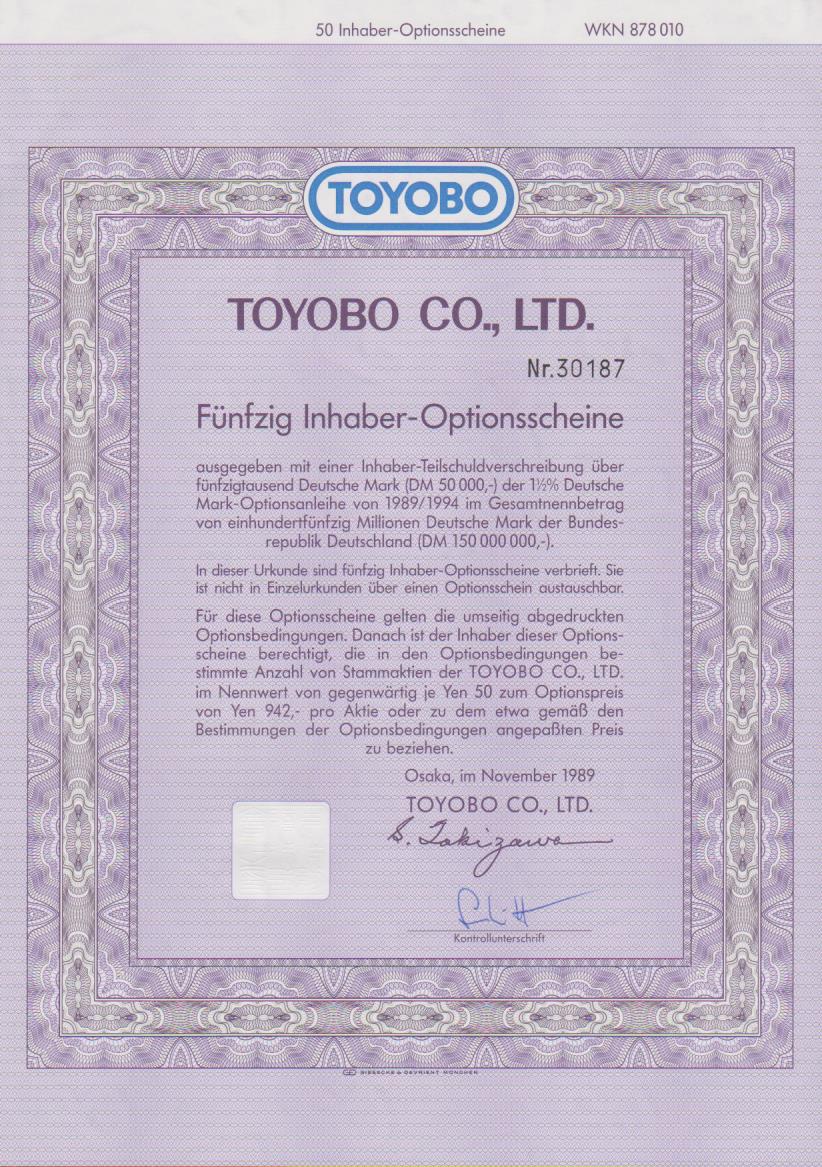 50 Inhaber-Optionsscheine WKN 878 010
TOYOBO
TOYOBO CO., LTD.
Nr.30187
Fünfzig Inhaber-Optionsscheine
ausgegeben mit einer Inhaber-Teilschuldverschreibung über
fünfzigtausend Deutsche Mark (DM 50 000,-) der 1½% Deutsche
Mark-Optionsanleihe von 1989/1994 im Gesamtnennbetrag
von einhundertfünfzig Millionen Deutsche Mark der Bundes-
republik Deutschland (DM 150 000 000,-).
In dieser Urkunde sind fünfzig Inhaber-Optionsscheine verbrieft. Sie
ist nicht in Einzelurkunden über einen Optionsschein austauschbar.
Für diese Optionsscheine gelten die umseitig abgedruckten
Optionsbedingungen. Danach ist der Inhaber dieser Options-
scheine berechtigt, die in den Optionsbedingungen be-
stimmte Anzahl von Stammaktien der TOYOBO CO., LTD.
im Nennwert von gegenwärtig je Yen 50 zum Optionspreis
von Yen 942,- pro Aktie oder zu dem etwa gemäß den
Bestimmungen der Optionsbedingungen angepaßten Preis
zu beziehen.
Osaka, im November 1989
TOYOBO CO., LTD.
S. Takizawa
Kontrollunterschrift
GIESECKE & DEVRIENT MÜNCHEN